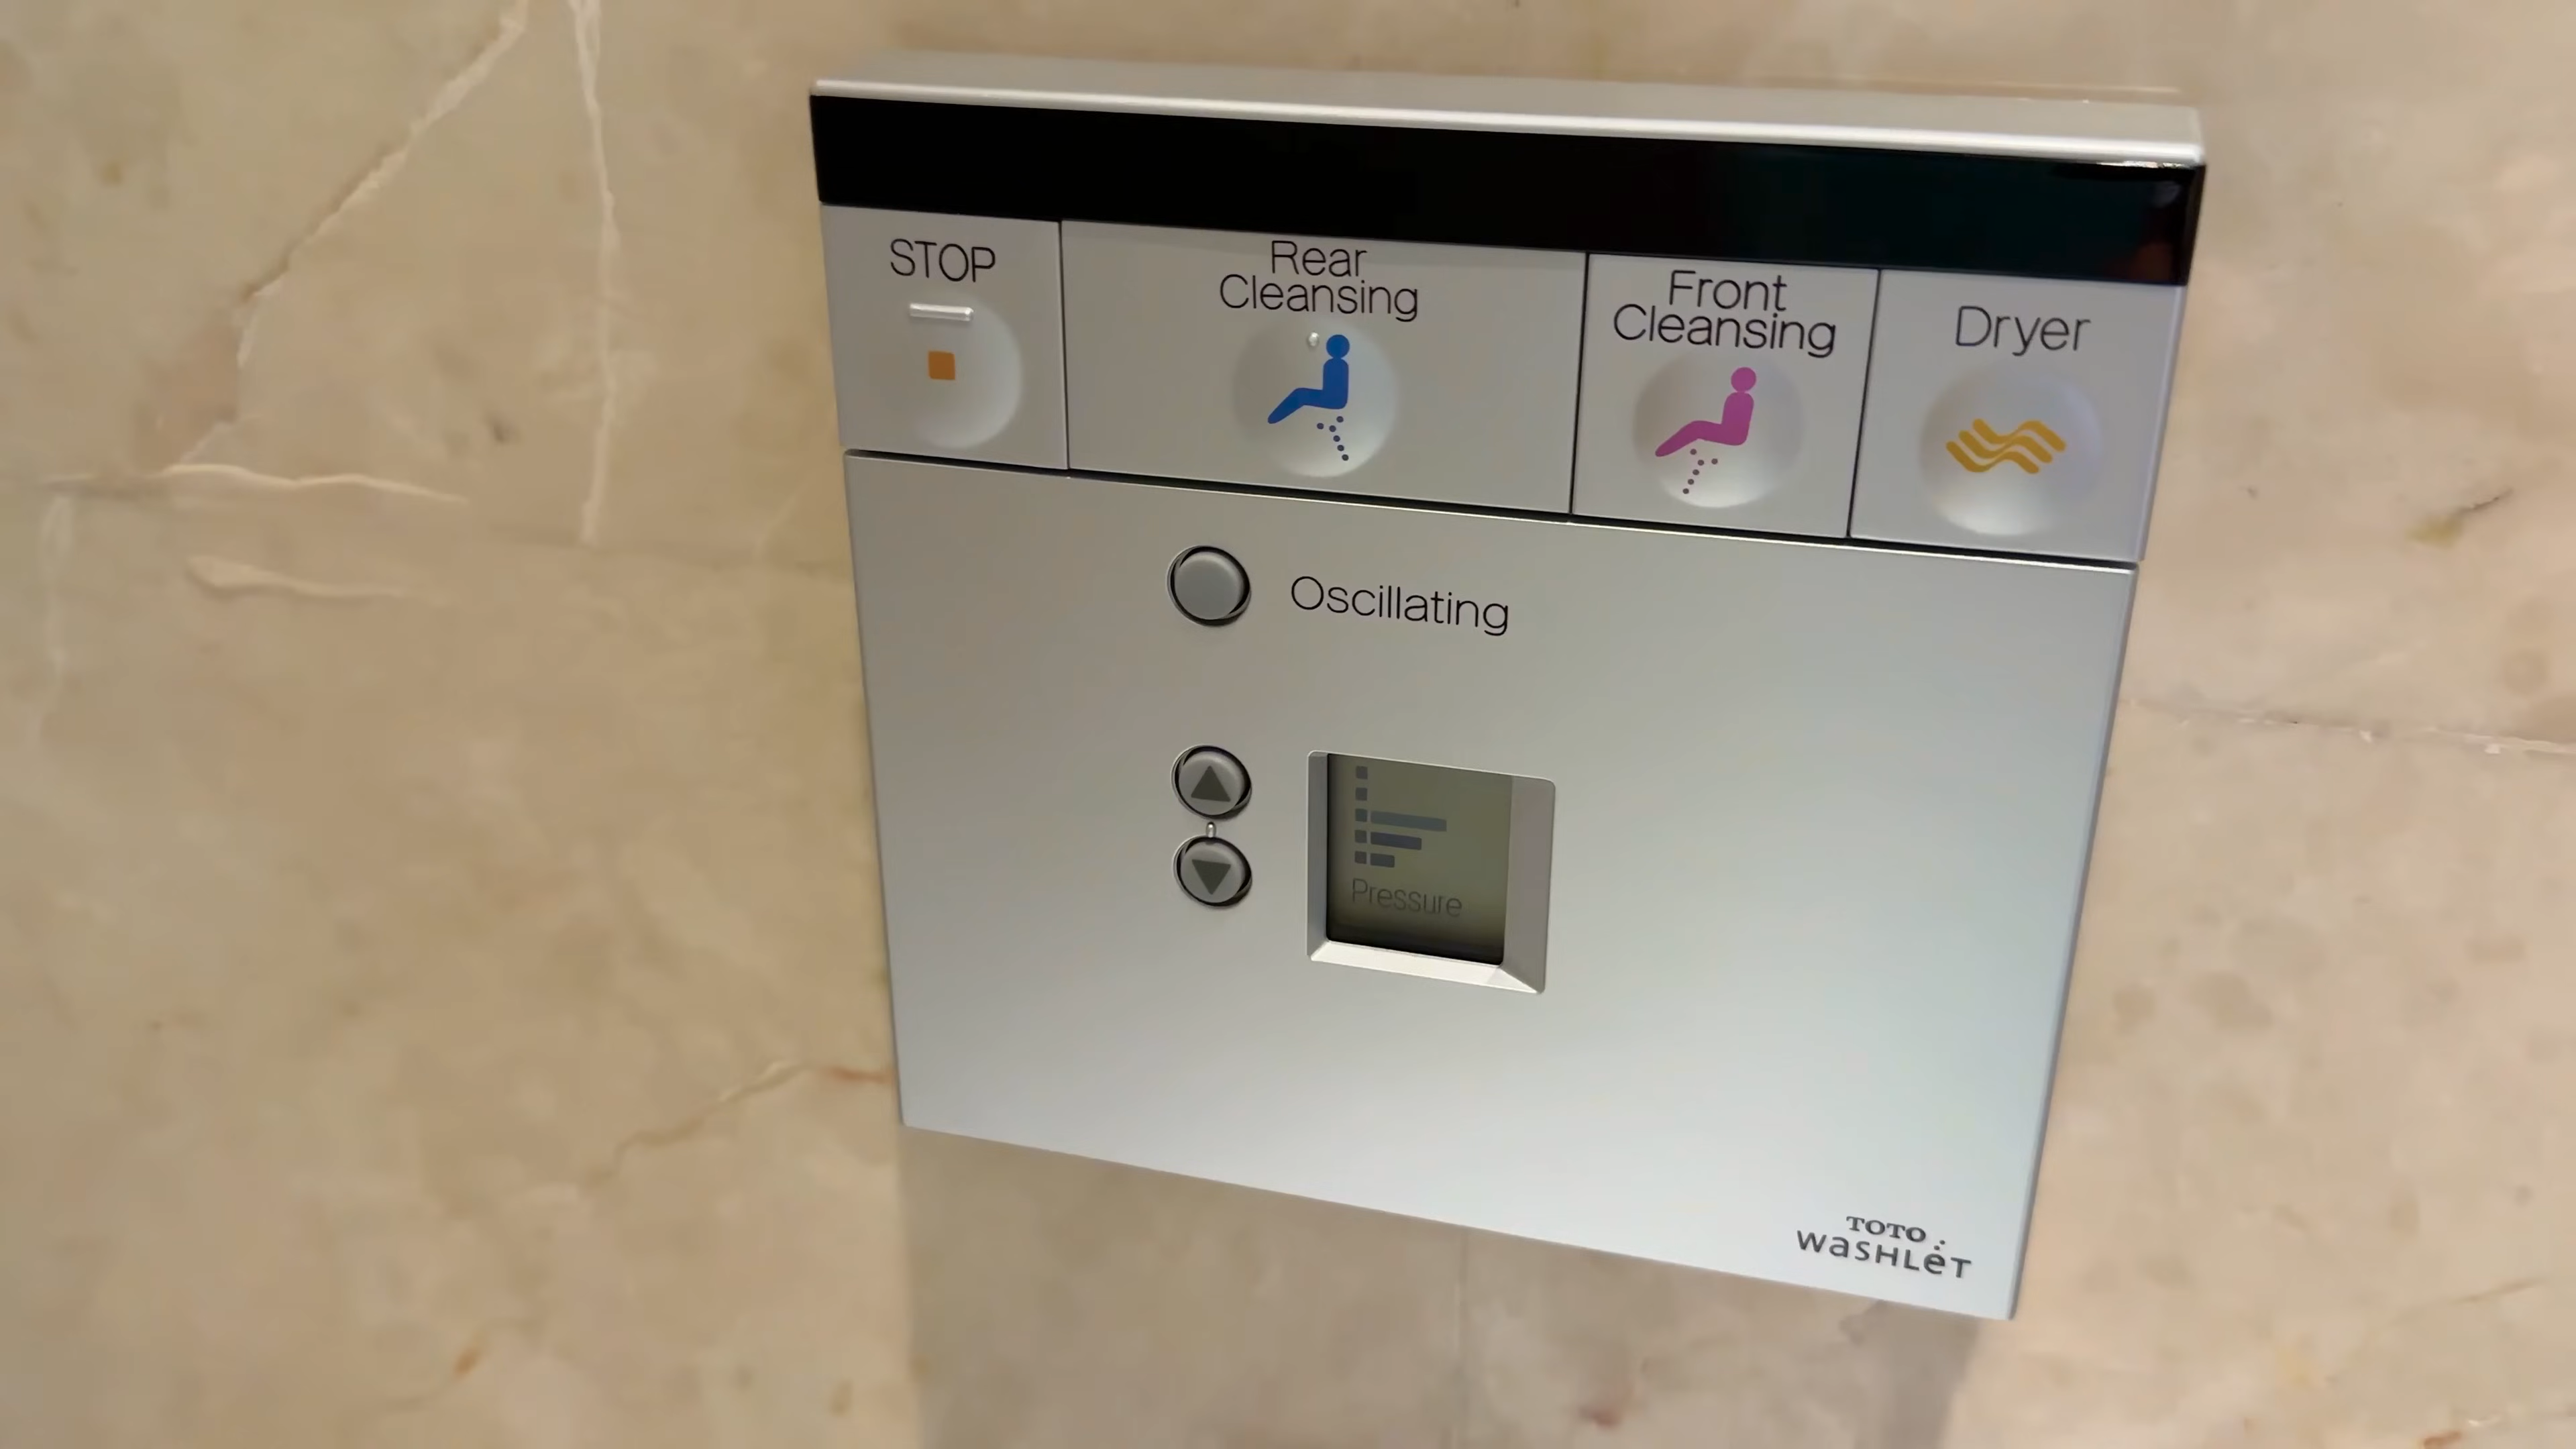 STOP
Rear
Cleansing
Front
Cleansing
Dryer
Oscillating
Pressure
TOTO
WASHLET